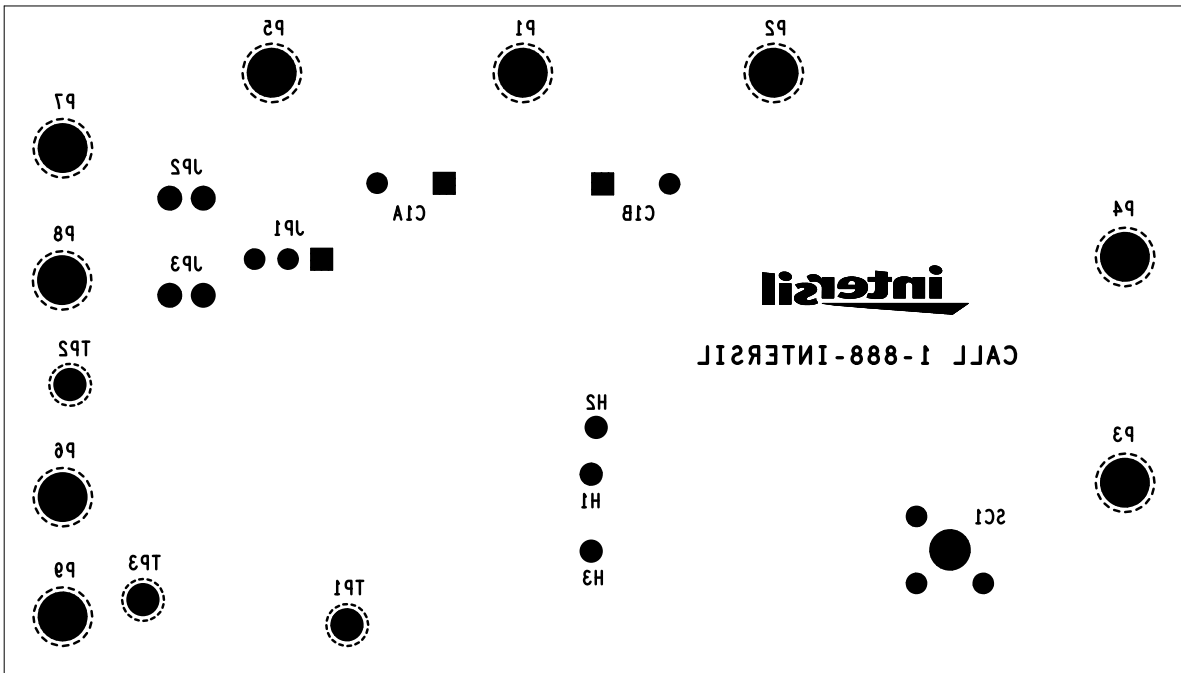 P5
P1
P2
P7
JP2
C1A
C1B
P4
P8
JP1
JP3
intersil
TP2
CALL 1-888-INTERSIL
H2
P6
P3
H1
SC1
TP3
P9
H3
TP1